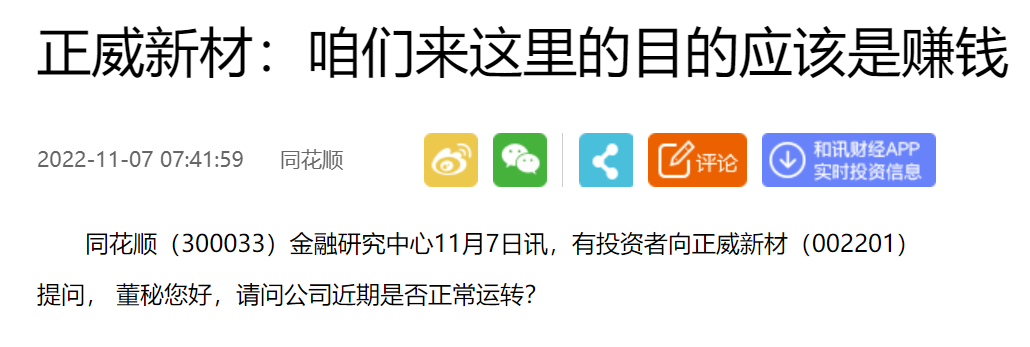 正威新材：咱们来这里的目的应该是赚钱
2022-11-07 07:41:59 同花顺 评论 和讯财经APP
实时投资信息
同花顺（300033）金融研究中心11月7日讯，有投资者向正威新材（002201）
提问， 董秘您好，请问公司近期是否正常运转？